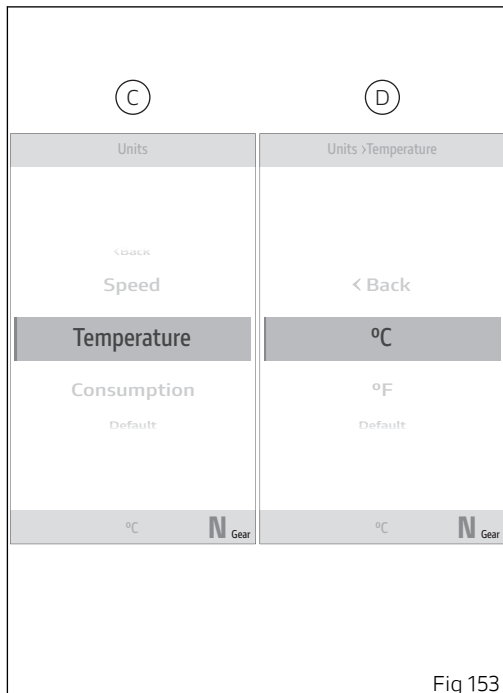 C
Units
<Back
Speed
Temperature
Consumption
Default
ºC
N Gear
D
Units >Temperature
< Back
ºC
ºF
Default
ºC
N Gear
Fig 153